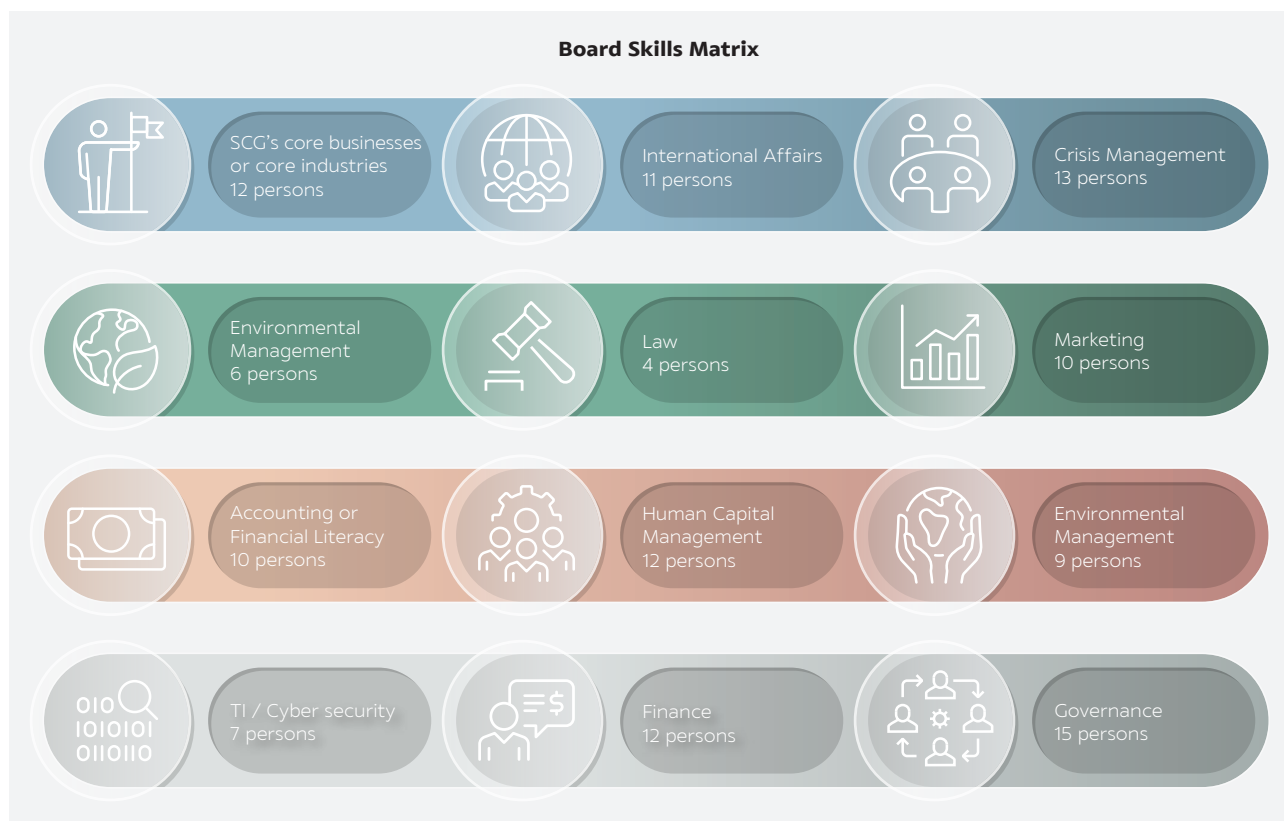 Board Skills Matrix
SCG's core businesses
or core industries
12 persons
International Affairs
11 persons
Crisis Management
13 persons
Environmental
Management
6 persons
Law
4 persons
Marketing
10 persons
Accounting or
Financial Literacy
10 persons
Human Capital
Management
12 persons
Environmental
Management
9 persons
010
1010101
0110110
TI / Cyber security
7 persons
Finance
12 persons
Governance
15 persons